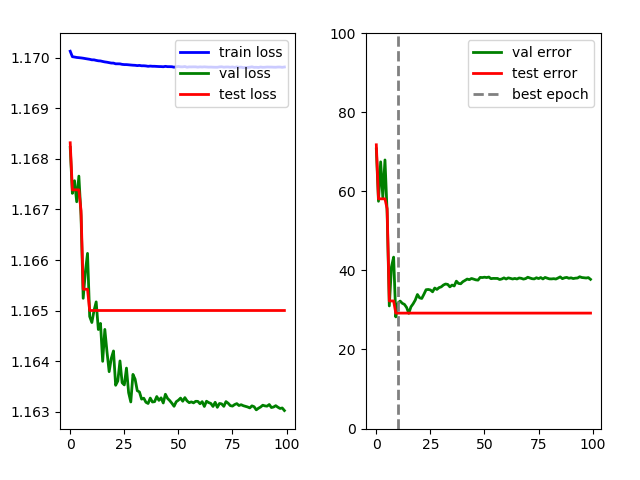 train loss
val loss
test loss
1.170
1.169
1.168
1.167
1.166
1.165
1.164
1.163
0 25 50 75 100
val error
test error
best epoch
100
80
60
40
20
0
0 25 50 75 100